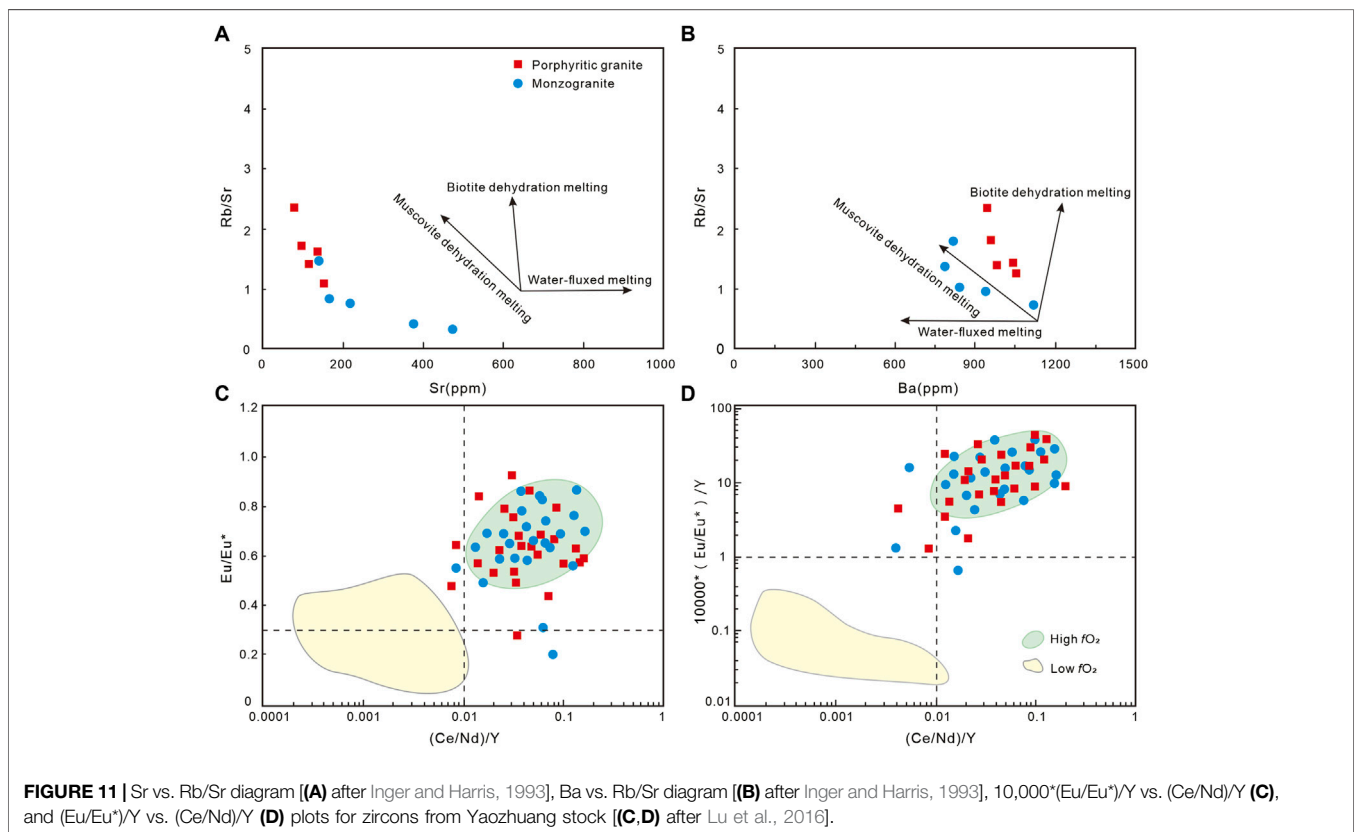 A
B
5
4
3
2
1
0
Rb/Sr
Porphyritic granite
Monzogranite
Biotite dehydration melting
Muscovite dehydration melting
Water-fluxed melting
0 200 400 600 800 1000
Sr(ppm)
5
4
3
2
1
0
Rb/Sr
Biotite dehydration melting
Muscovite dehydration melting
Water-fluxed melting
0 300 600 900 1200 1500
Ba(ppm)
C
D
1.2
1.0
0.8
0.6
0.4
0.2
0
Eu/Eu*
0.0001 0.001 0.01 0.1 1
(Ce/Nd)/Y
100
10
1
0.1
0.01
10000*(Eu/Eu*)/Y
High fO₂
Low fO₂
0.0001 0.001 0.01 0.1 1
(Ce/Nd)/Y
FIGURE 11 | Sr vs. Rb/Sr diagram [(A) after Inger and Harris, 1993], Ba vs. Rb/Sr diagram [(B) after Inger and Harris, 1993], 10,000*(Eu/Eu*)/Y vs. (Ce/Nd)/Y (C),
and (Eu/Eu*)/Y vs. (Ce/Nd)/Y (D) plots for zircons from Yaozhuang stock [(C,D) after Lu et al., 2016].